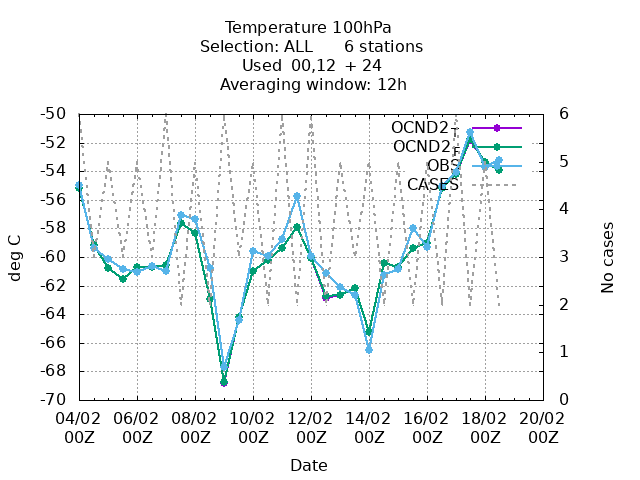 Temperature 100hPa
Selection: ALL 6 stations
Used 00,12 + 24
Averaging window: 12h
-50
-52
-54
-56
-58
-60
-62
-64
-66
-68
-70
deg C
6
5
4
3
2
1
0
No cases
OCND2-
OCND2+
OBS
CASES
04/02 06/02 08/02 10/02 12/02 14/02 16/02 18/02 20/02
00Z 00Z 00Z 00Z 00Z 00Z 00Z 00Z 00Z
Date